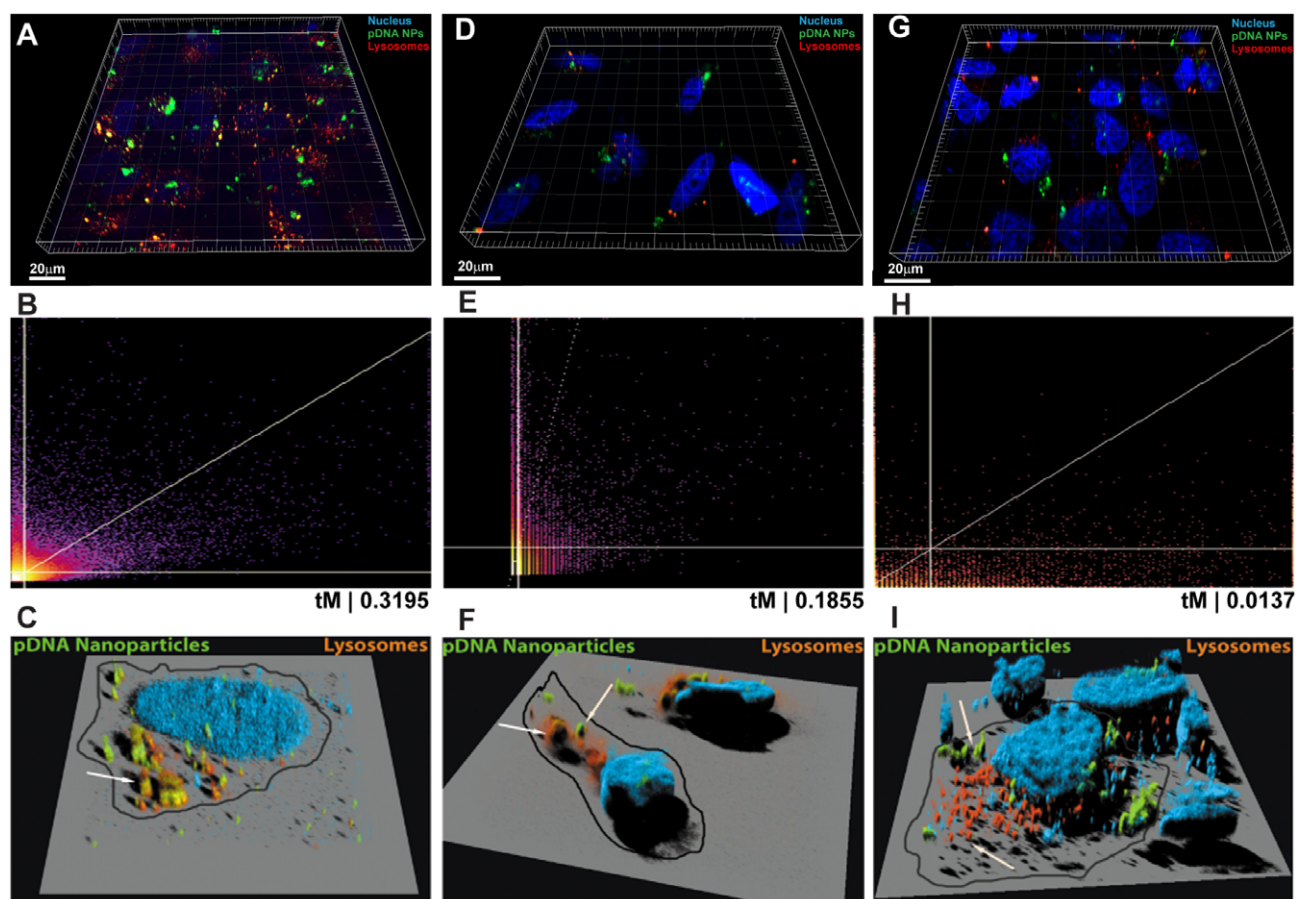 A
Nucleus
pDNA NPs
Lysosomes
20µm
D
Nucleus
pDNA NPs
Lysosomes
20µm
G
Nucleus
pDNA NPs
Lysosomes
20µm
B
tM | 0.3195
E
tM | 0.1855
H
tM | 0.0137
C
pDNA Nanoparticles
Lysosomes
F
pDNA Nanoparticles
Lysosomes
I
pDNA Nanoparticles
Lysosomes